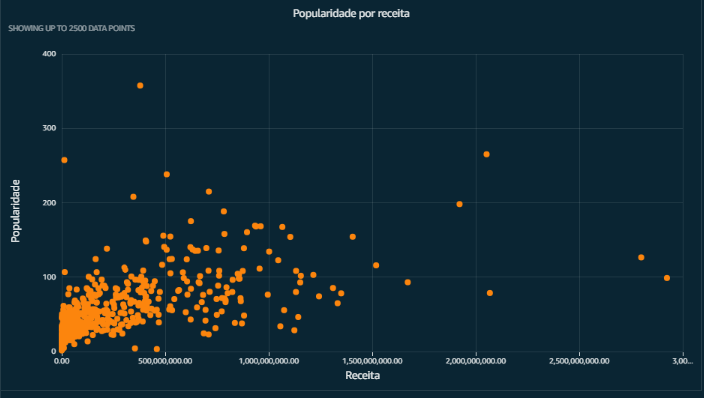 Popularidade por receita
SHOWING UP TO 2500 DATA POINTS
400
300
200
100
0
Popularidade
0.00 500,000,000.00 1,000,000,000.00 1,500,000,000.00 2,000,000,000.00 2,500,000,000.00 3,00...
Receita